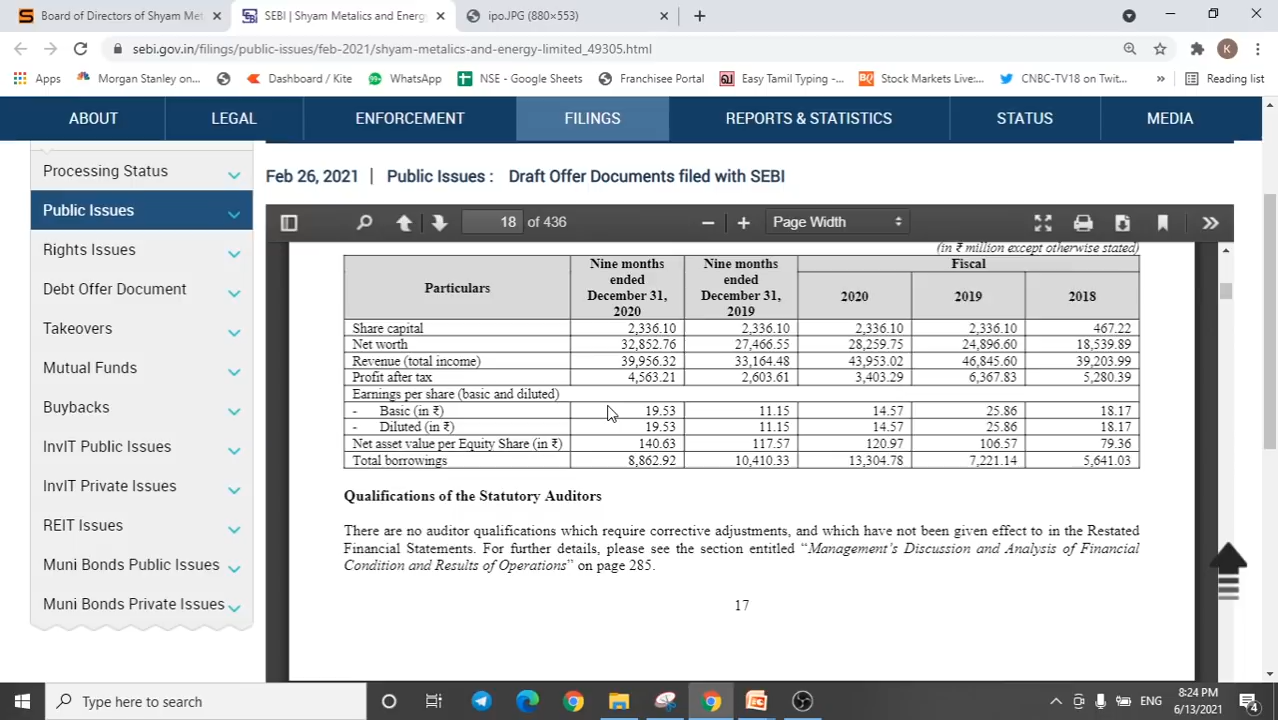 Board of Directors of Shyam Met
SEBI | Shyam Metalics and Energ
ipo.JPG (880×553)
sebi.gov.in/filings/public-issues/feb-2021/shyam-metalics-and-energy-limited_49305.html
K
Apps Morgan Stanley on... Dashboard / Kite WhatsApp NSE - Google Sheets Franchisee Portal Easy Tamil Typing -... Stock Markets Live:... CNBC-TV18 on Twit... » Reading list
ABOUT LEGAL ENFORCEMENT FILINGS REPORTS & STATISTICS STATUS MEDIA
Processing Status
Public Issues
Rights Issues
Debt Offer Document
Takeovers
Mutual Funds
Buybacks
InvIT Public Issues
InvIT Private Issues
REIT Issues
Muni Bonds Public Issues
Muni Bonds Private Issues
Feb 26, 2021 | Public Issues : Draft Offer Documents filed with SEBI
18 of 436 Page Width
(in ₹ million except otherwise stated)
Particulars Nine months ended December 31, 2020 Nine months ended December 31, 2019 Fiscal
2020 2019 2018
Share capital 2,336.10 2,336.10 2,336.10 2,336.10 467.22
Net worth 32,852.76 27,466.55 28,259.75 24,896.60 18,539.89
Revenue (total income) 39,956.32 33,164.48 43,953.02 46,845.60 39,203.99
Profit after tax 4,563.21 2,603.61 3,403.29 6,367.83 5,280.39
Earnings per share (basic and diluted)
- Basic (in ₹) 19.53 11.15 14.57 25.86 18.17
- Diluted (in ₹) 19.53 11.15 14.57 25.86 18.17
Net asset value per Equity Share (in ₹) 140.63 117.57 120.97 106.57 79.36
Total borrowings 8,862.92 10,410.33 13,304.78 7,221.14 5,641.03
Qualifications of the Statutory Auditors
There are no auditor qualifications which require corrective adjustments, and which have not been given effect to in the Restated
Financial Statements. For further details, please see the section entitled “Management’s Discussion and Analysis of Financial
Condition and Results of Operations” on page 285.
17
Type here to search
ENG
8:24 PM
6/13/2021
4